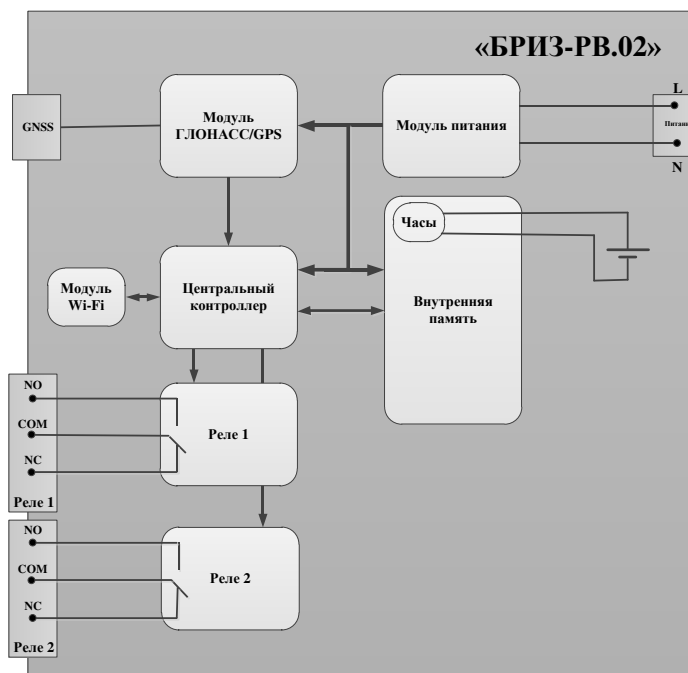 «БРИЗ-РВ.02»
GNSS
Модуль
ГЛОНАСС/GPS
Модуль питания
L
Питани
N
Часы
Модуль
Wi-Fi
Центральный
контроллер
Внутренняя
память
NO
COM
NC
Реле 1
Реле 1
NO
COM
NC
Реле 2
Реле 2